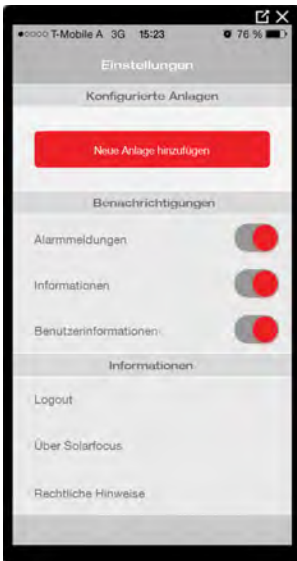 T-Mobile A 3G 15:23 76 %
Einstellungen
Konfigurierte Anlagen
Neue Anlage hinzufügen
Benachrichtigungen
Alarmmeldungen
Informationen
Benutzerinformationen
Informationen
Logout
Über Solarfocus
Rechtliche Hinweise